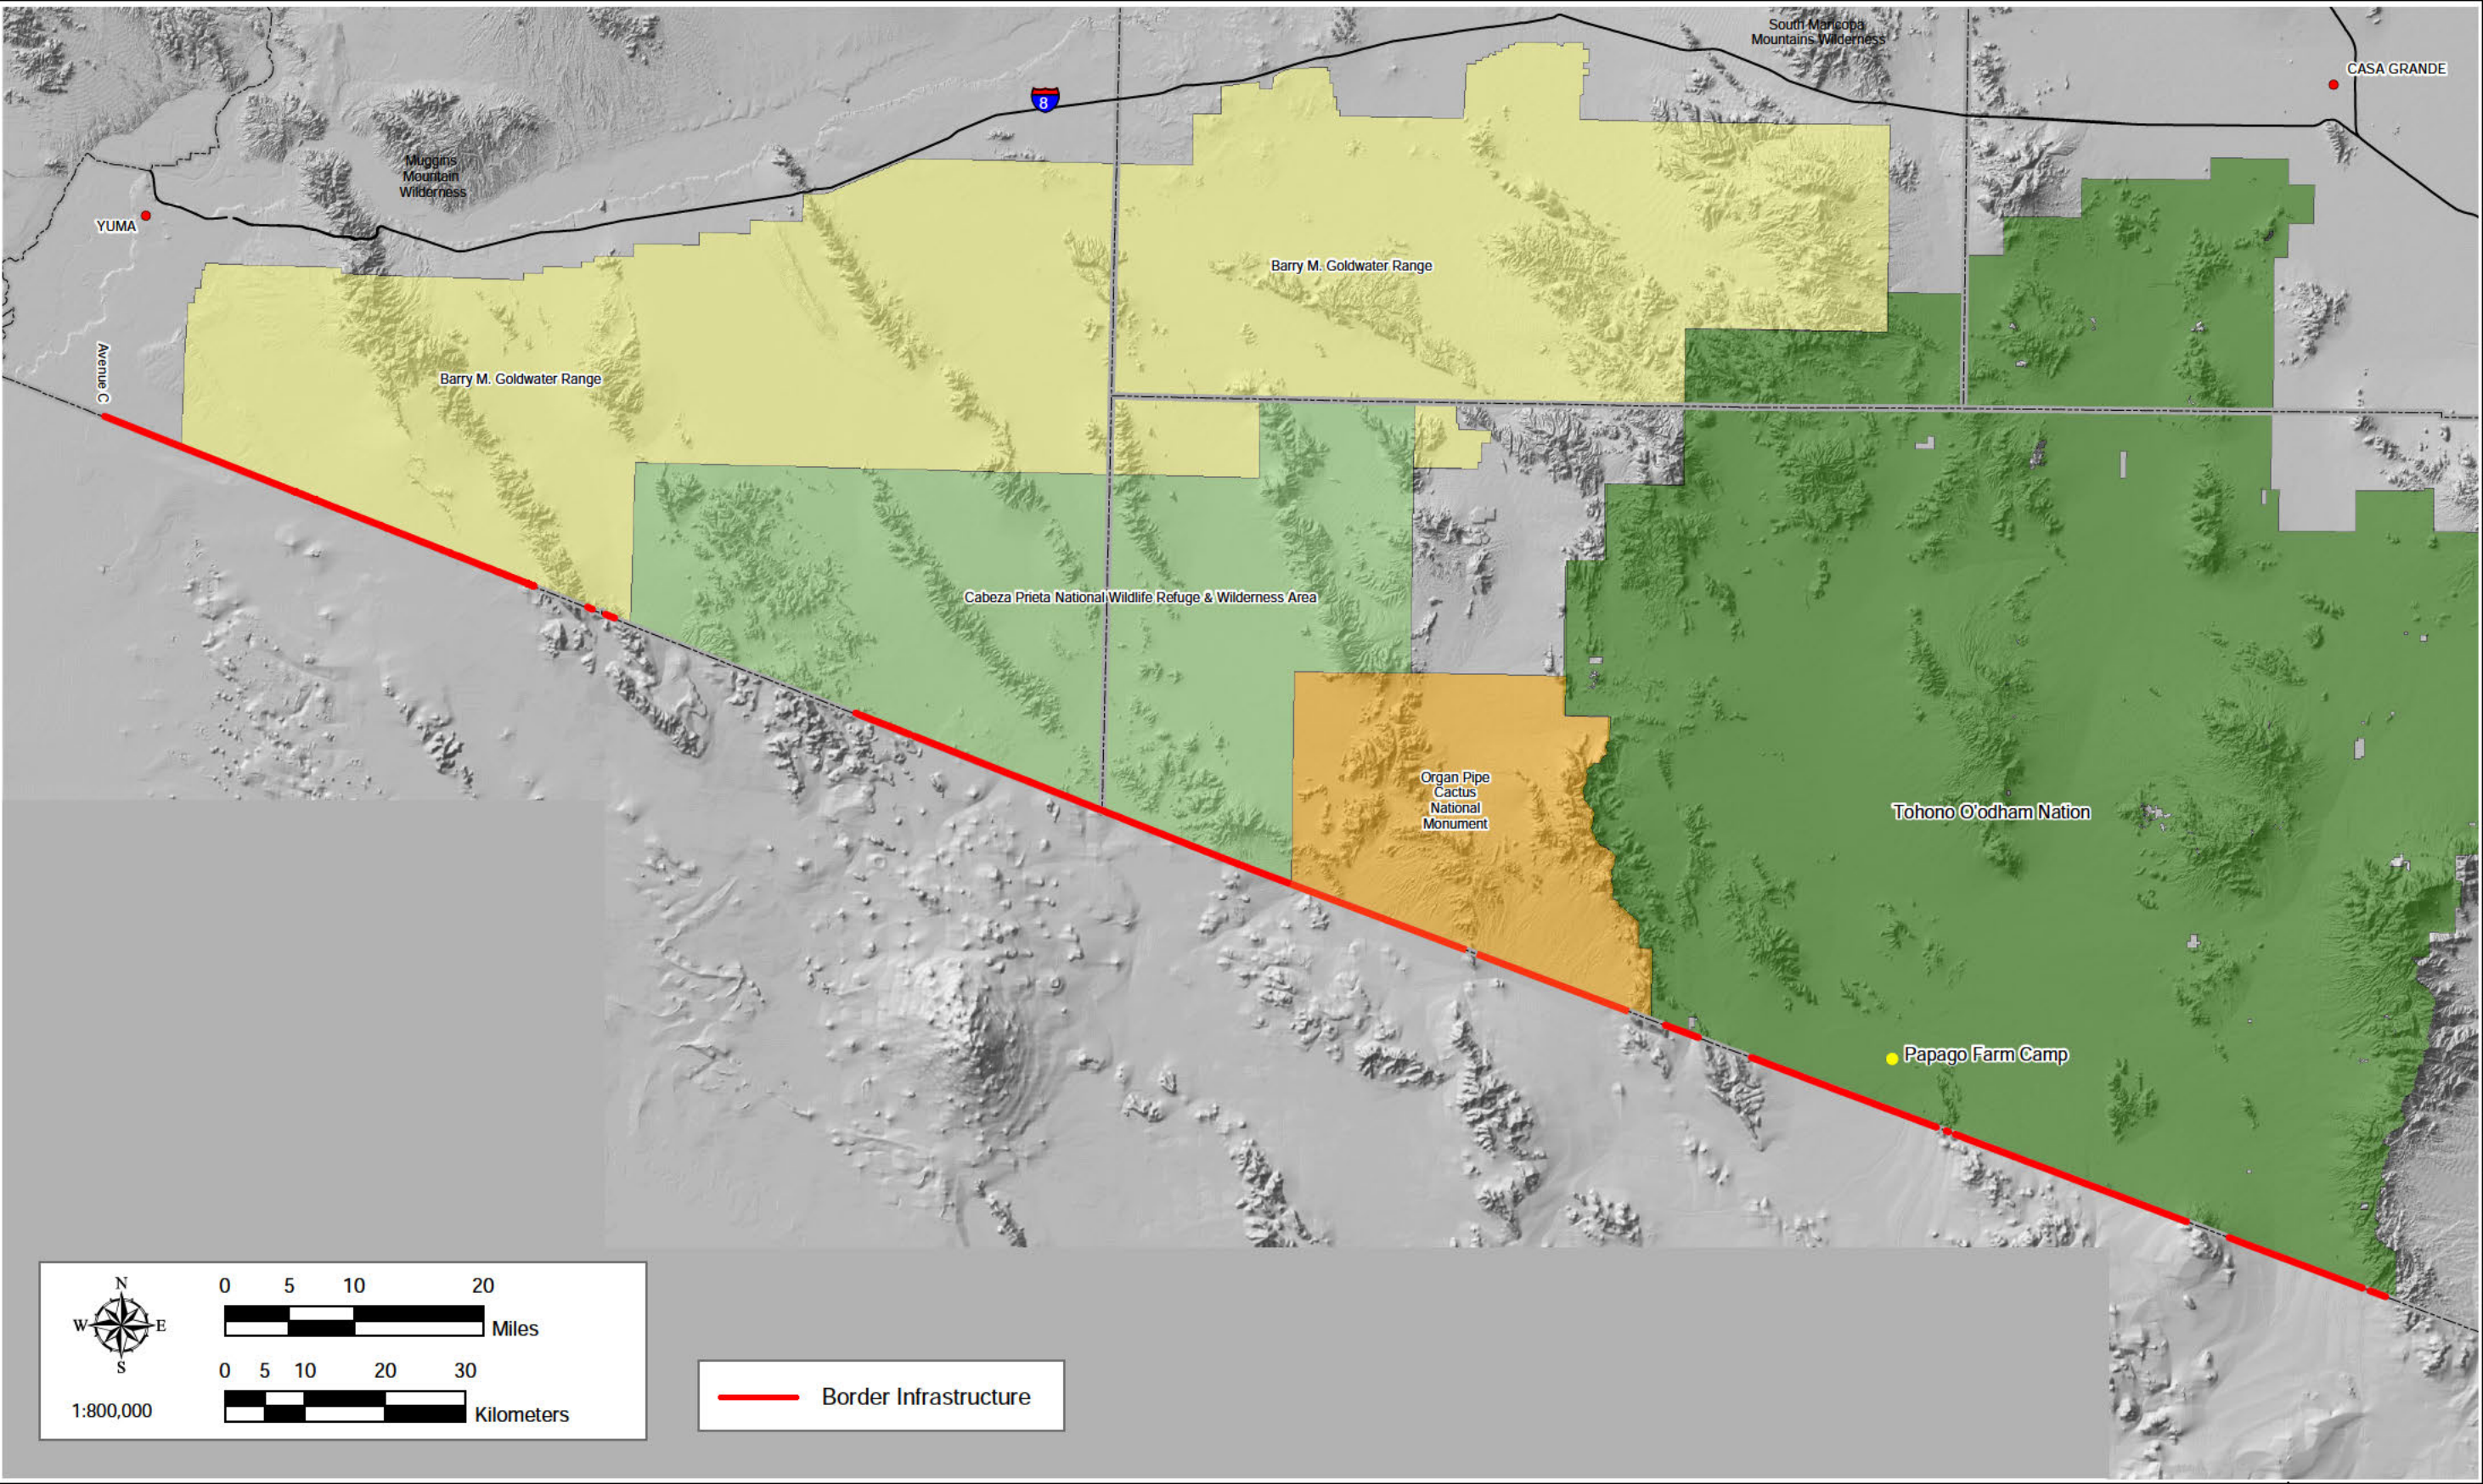 South Maricopa
Mountains Wilderness
CASA GRANDE
8
Muggins
Mountain
Wilderness
YUMA
Barry M. Goldwater Range
Avenue C
Barry M. Goldwater Range
Cabeza Prieta National Wildlife Refuge & Wilderness Area
Organ Pipe
Cactus
National
Monument
Tohono O'odham Nation
Papago Farm Camp
N
W E
S
1:800,000
0 5 10 20
Miles
0 5 10 20 30
Kilometers
Border Infrastructure